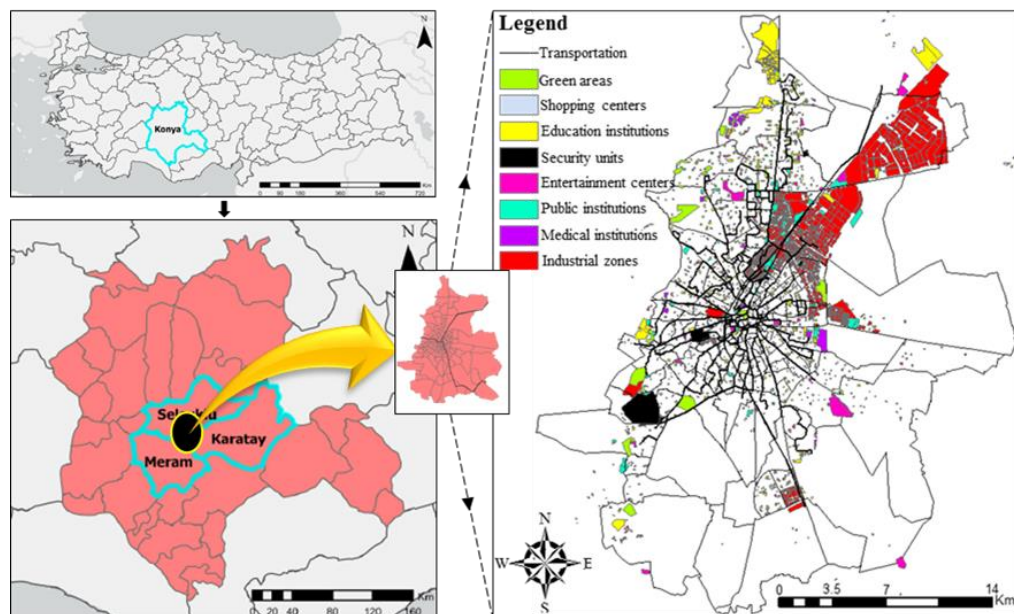 N
Konya
0 90 180 360 540 720
Km
N
Karatay
Meram
0 20 40 80 120 160
Km
Legend
Transportation
Green areas
Shopping centers
Education institutions
Security units
Entertainment centers
Public institutions
Medical institutions
Industrial zones
N
W E
S
0 3.5 7 14
Km